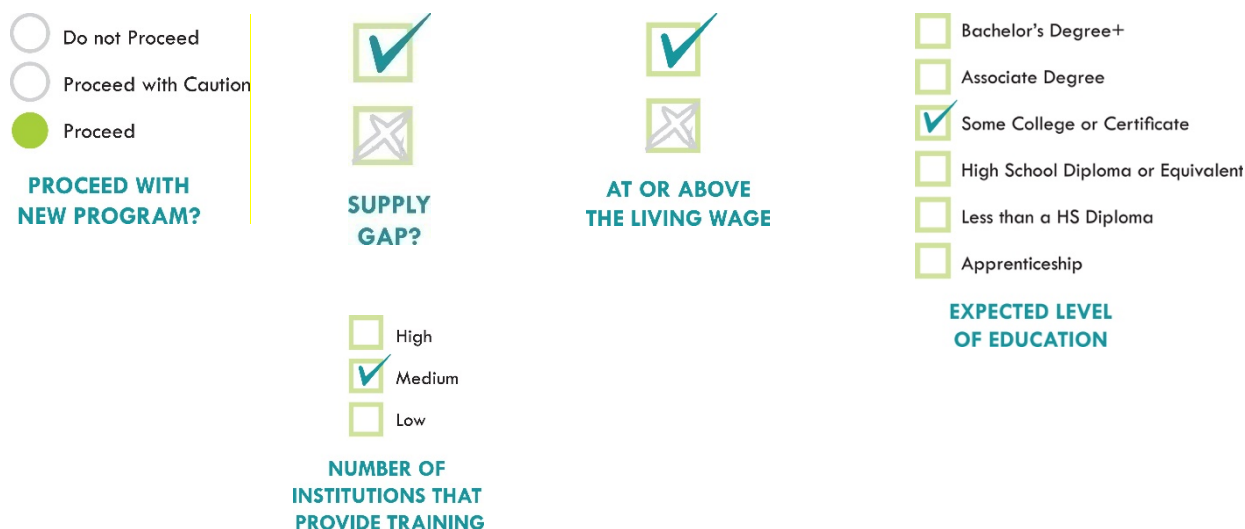 Do not Proceed
Proceed with Caution
Proceed
PROCEED WITH
NEW PROGRAM?
SUPPLY
GAP?
AT OR ABOVE
THE LIVING WAGE
Bachelor's Degree+
Associate Degree
Some College or Certificate
High School Diploma or Equivalent
Less than a HS Diploma
Apprenticeship
EXPECTED LEVEL
OF EDUCATION
High
Medium
Low
NUMBER OF
INSTITUTIONS THAT
PROVIDE TRAINING